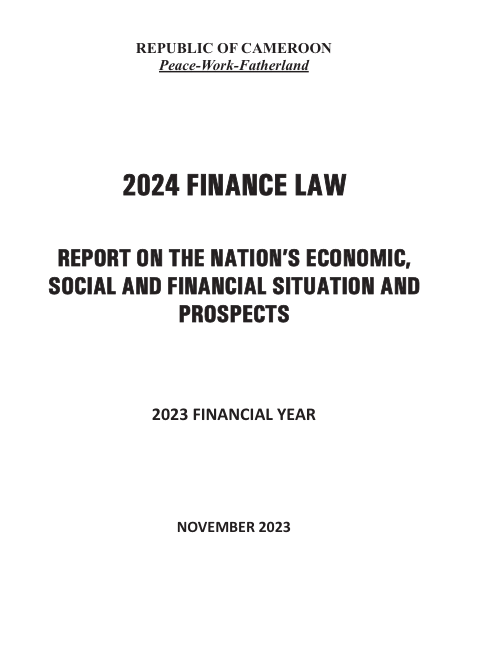 REPUBLIC OF CAMEROON
Peace-Work-Fatherland
2024 FINANCE LAW
REPORT ON THE NATION'S ECONOMIC,
SOCIAL AND FINANCIAL SITUATION AND
PROSPECTS
2023 FINANCIAL YEAR
NOVEMBER 2023